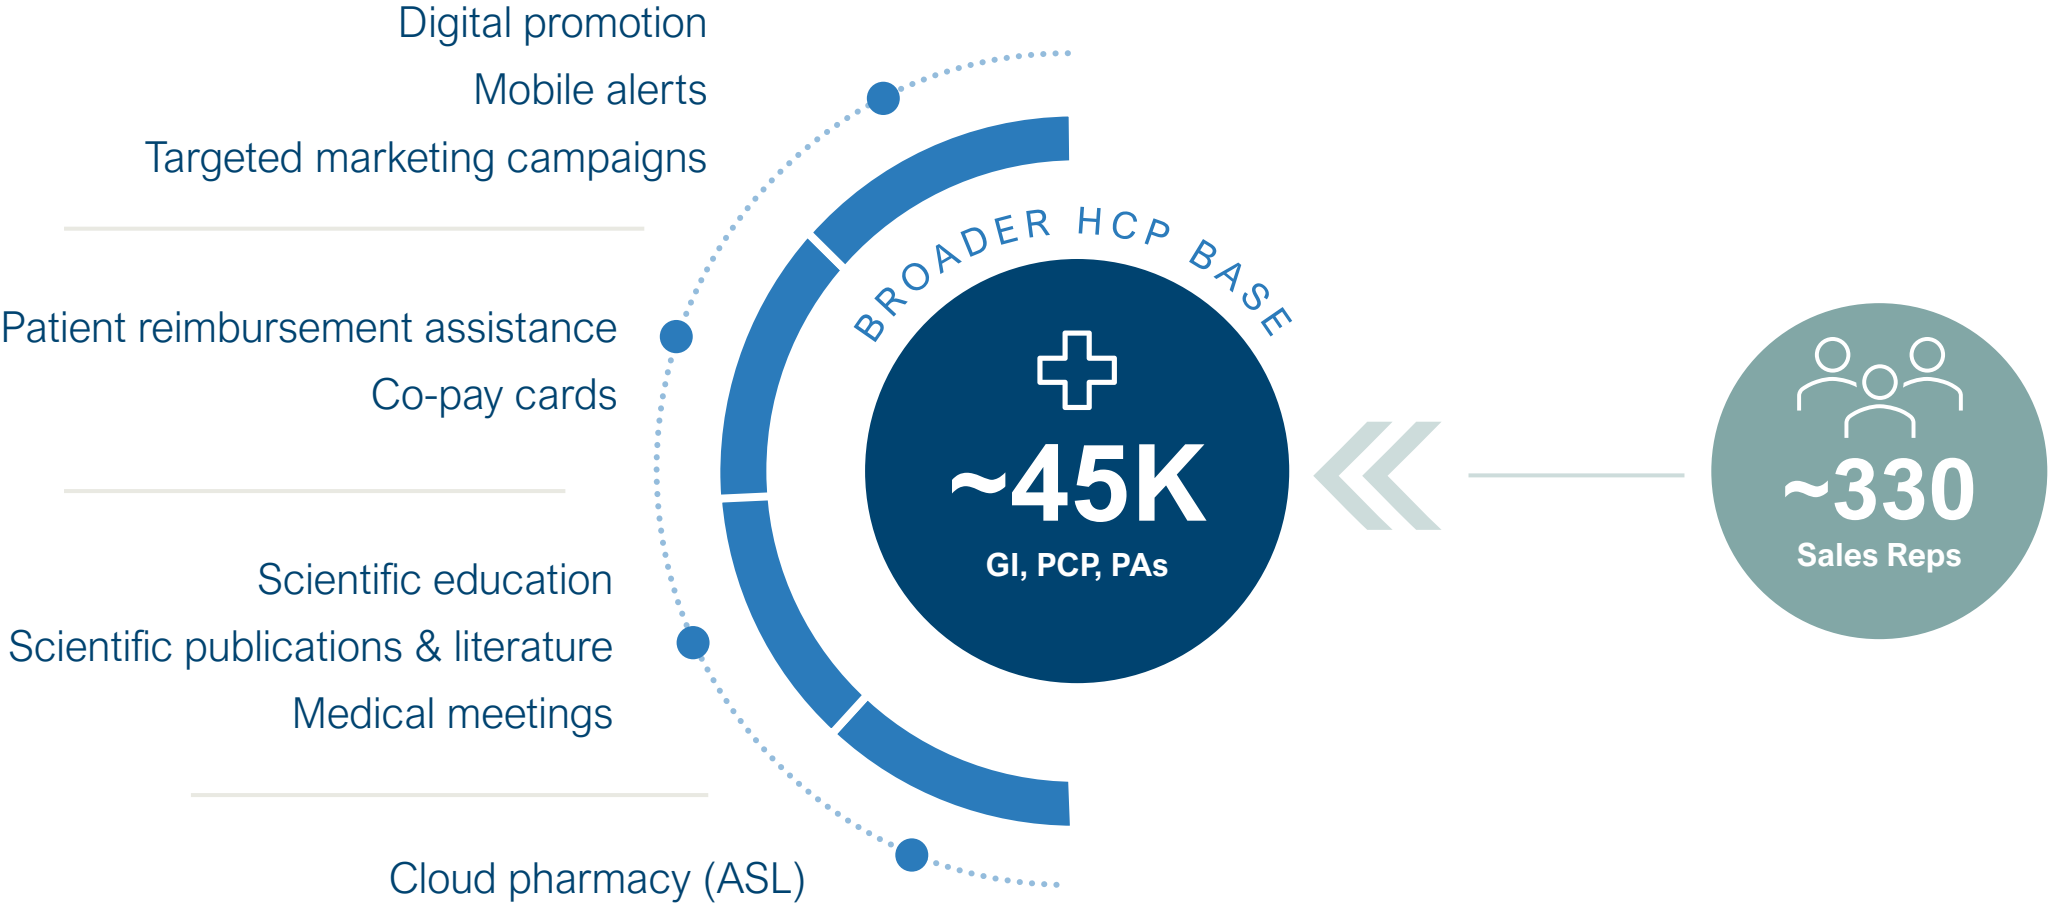 Digital promotion
Mobile alerts
Targeted marketing campaigns
Patient reimbursement assistance
Co-pay cards
Scientific education
Scientific publications & literature
Medical meetings
Cloud pharmacy (ASL)
BROADER HCP BASE
~45K
GI, PCP, PAs
~330
Sales Reps